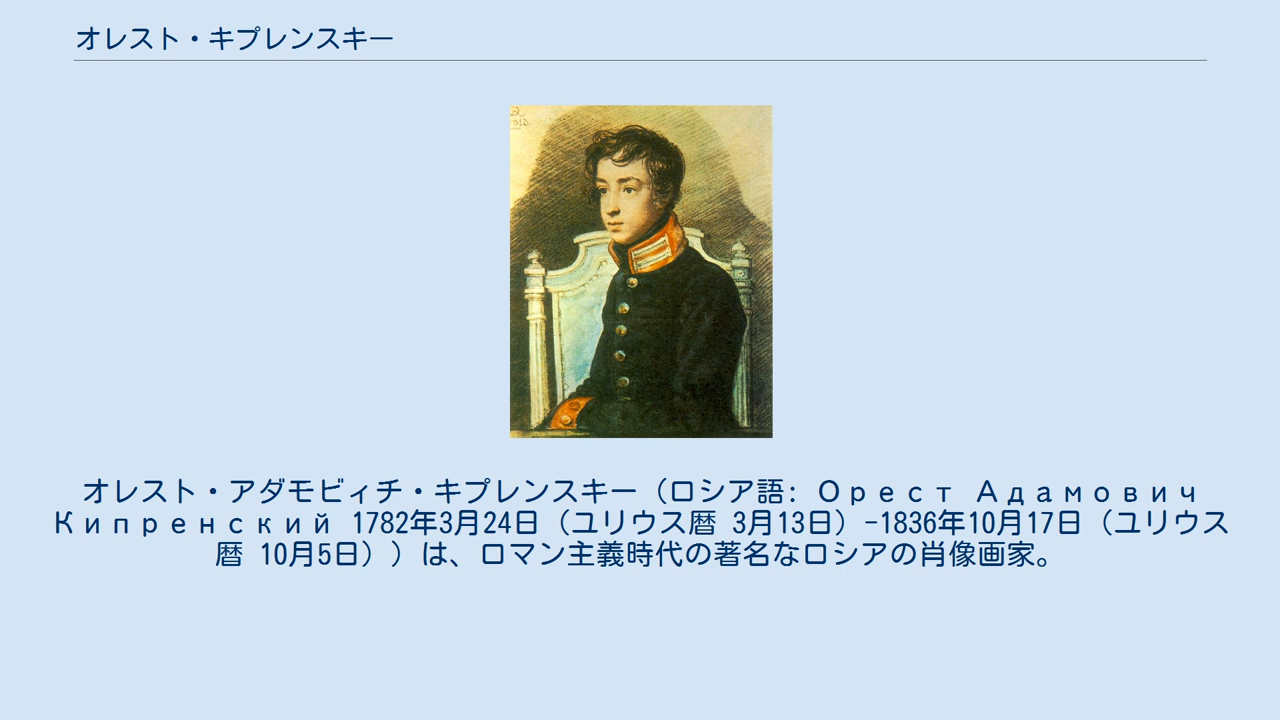 オレスト・キプレンスキー
オレスト・アダモビィチ・キプレンスキー（ロシア語: Орест Адамович
Кипренский 1782年3月24日（ユリウス暦 3月13日）-1836年10月17日（ユリウス
暦 10月5日））は、ロマン主義時代の著名なロシアの肖像画家。